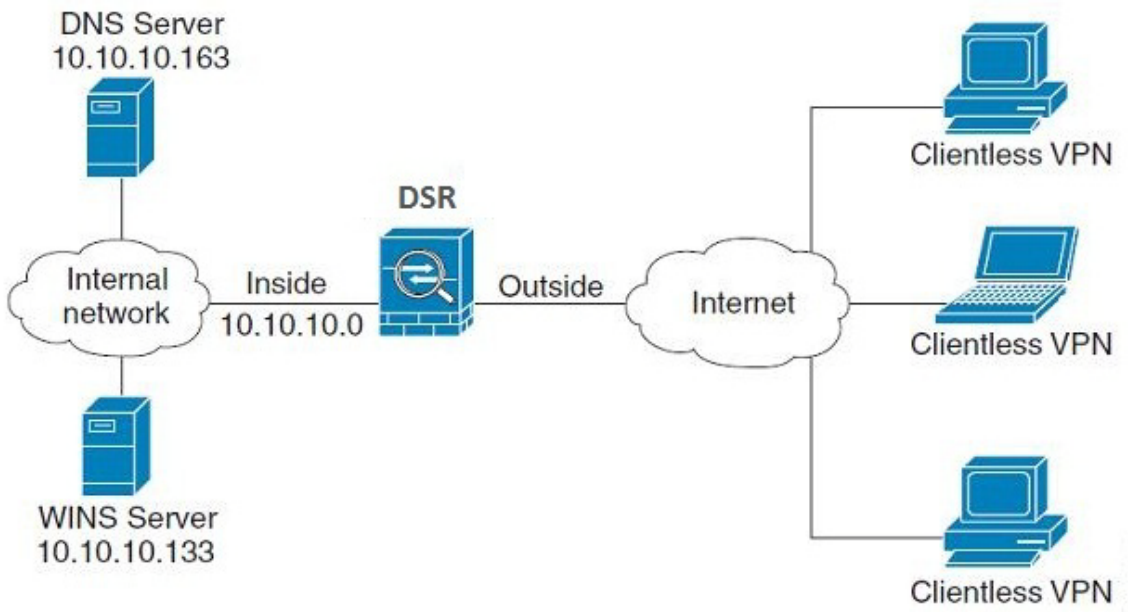 DNS Server
10.10.10.163
Clientless VPN
DSR
Internal
network
Inside
10.10.10.0
Outside
Internet
Clientless VPN
WINS Server
10.10.10.133
Clientless VPN